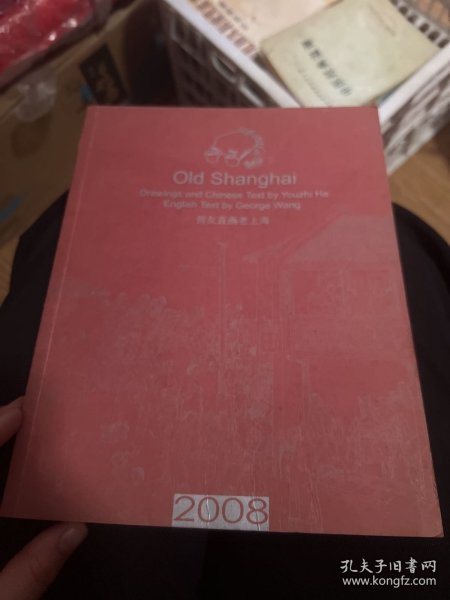 Old Shanghai
Drawings and Chinese Text by Youzhi He
English Text by George Wang
贺友直画老上海
2008
孔夫子旧书网
www.kongfz.com